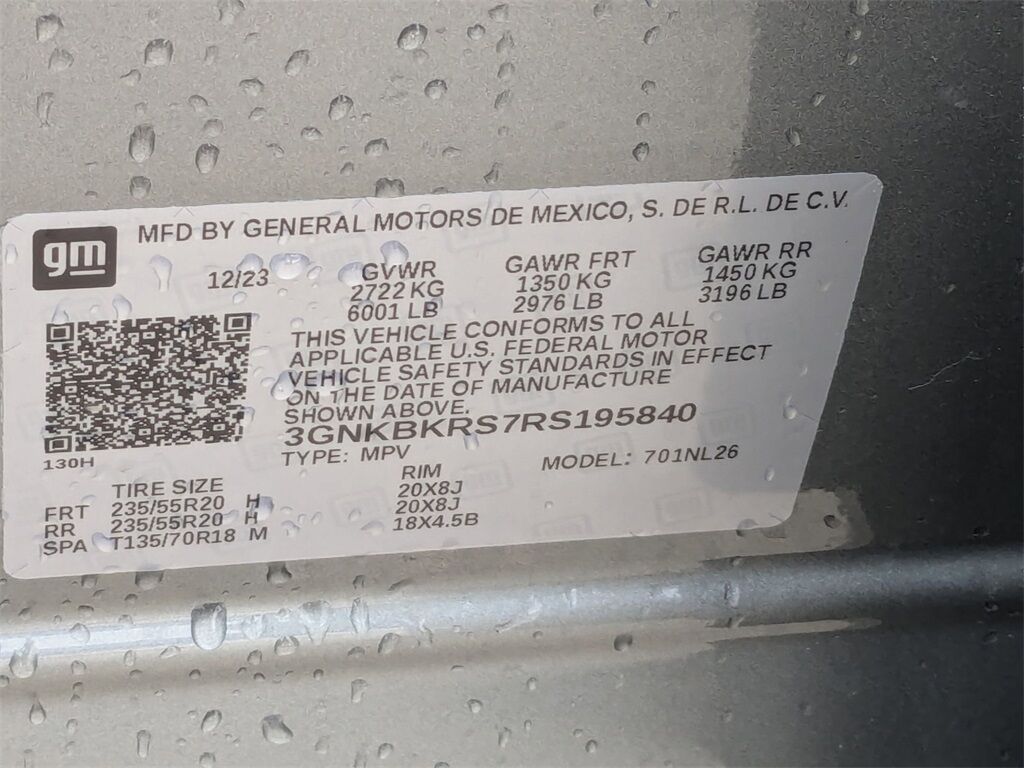 gm
MFD BY GENERAL MOTORS DE MEXICO, S. DE R.L. DE C.V.
12/23 GVWR GAWR FRT GAWR RR
2722 KG 1350 KG 1450 KG
6001 LB 2976 LB 3196 LB
THIS VEHICLE CONFORMS TO ALL
APPLICABLE U.S. FEDERAL MOTOR
VEHICLE SAFETY STANDARDS IN EFFECT
ON THE DATE OF MANUFACTURE
SHOWN ABOVE.
3GNKBKRS7RS195840
130H
TYPE: MPV MODEL: 701NL26
TIRE SIZE RIM
FRT 235/55R20 H 20X8J
RR 235/55R20 H 20X8J
SPA T135/70R18 M 18X4.5B